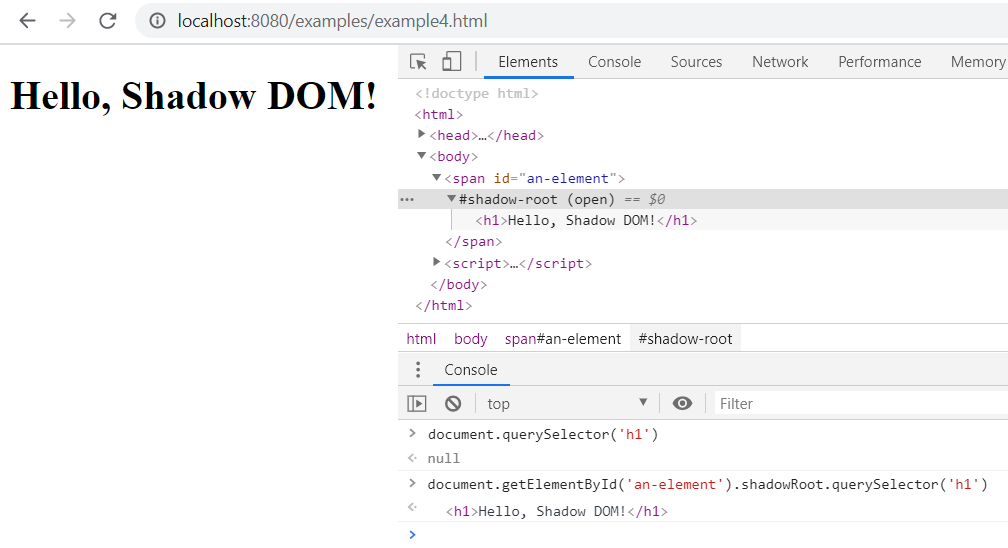 localhost:8080/examples/example4.html
Hello, Shadow DOM!
Elements Console Sources Network Performance Memory
<!doctype html>
<html>
<head>…</head>
<body>
<span id="an-element">
#shadow-root (open) == $0
<h1>Hello, Shadow DOM!</h1>
</span>
<script>…</script>
</body>
</html>
html body span#an-element #shadow-root
Console
top Filter
document.querySelector('h1')
null
document.getElementById('an-element').shadowRoot.querySelector('h1')
<h1>Hello, Shadow DOM!</h1>